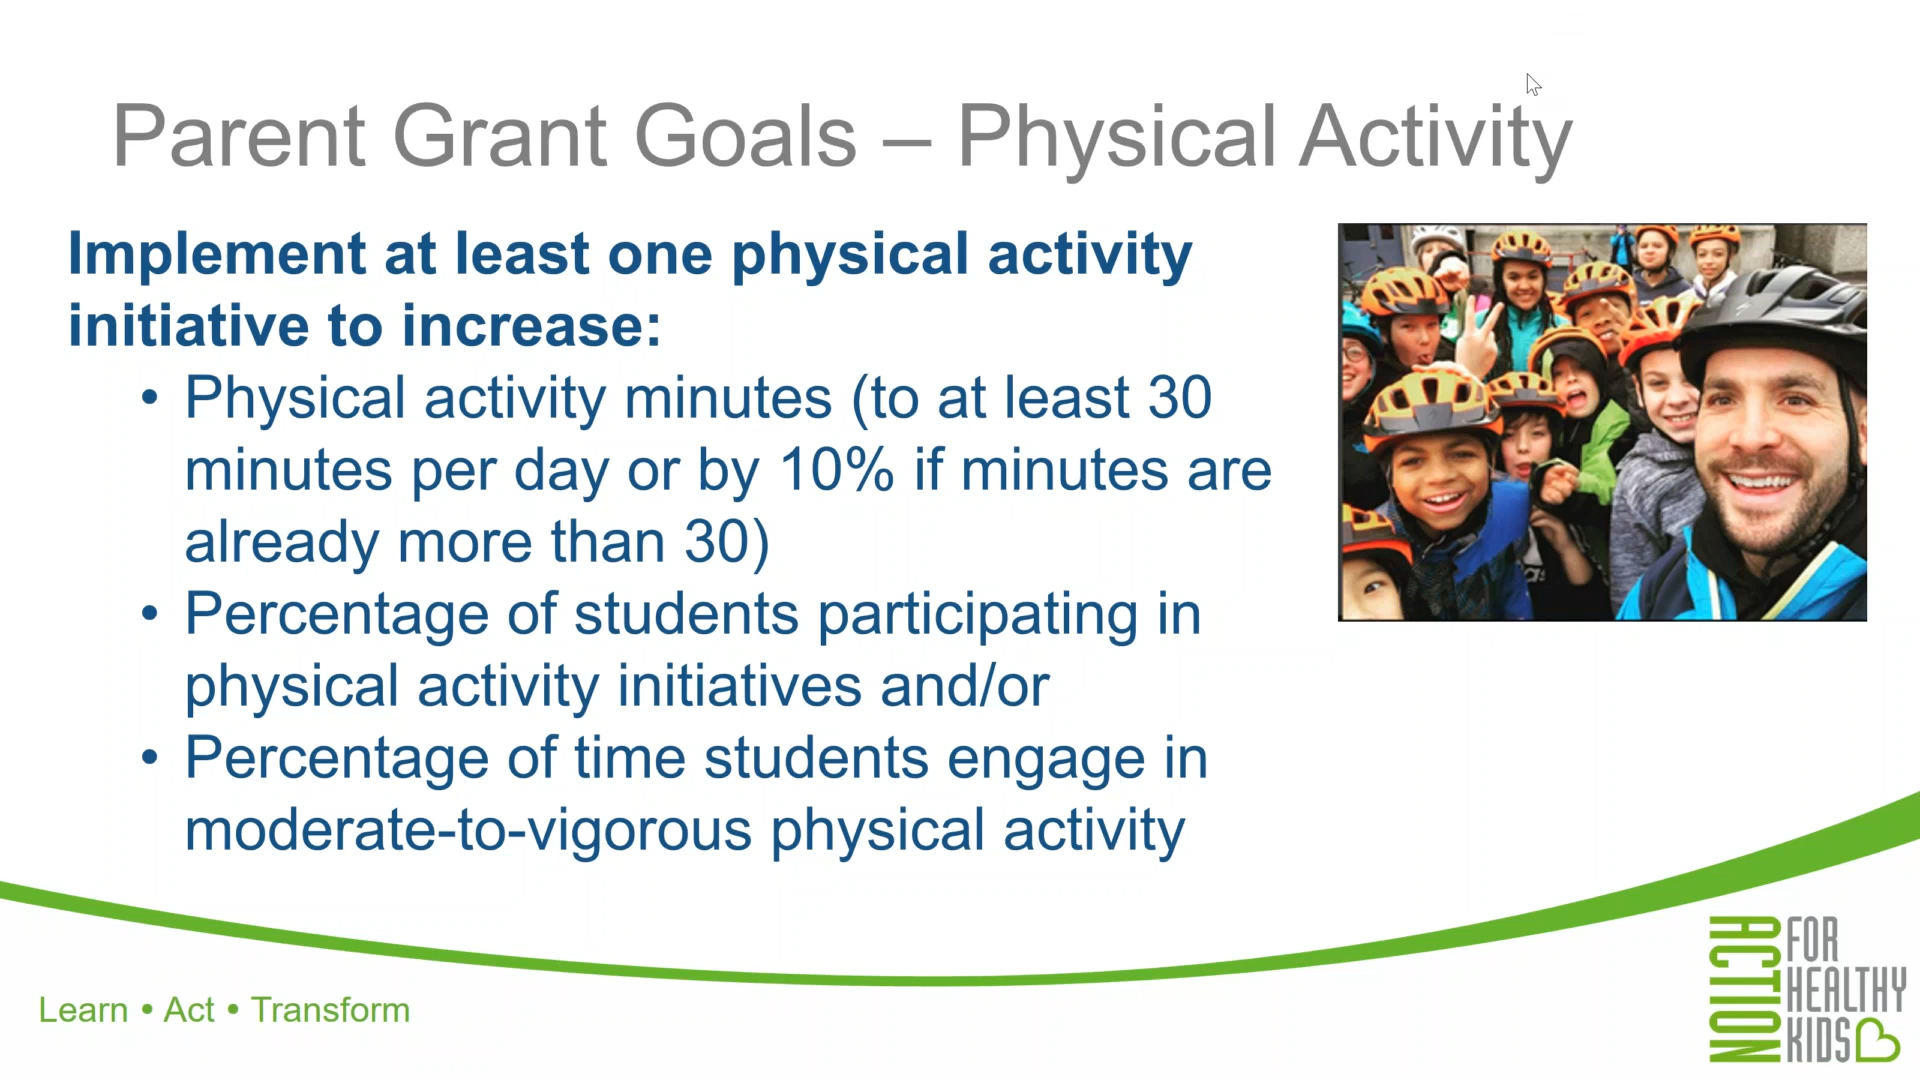 Parent Grant Goals – Physical Activity
Implement at least one physical activity
initiative to increase:
• Physical activity minutes (to at least 30
minutes per day or by 10% if minutes are
already more than 30)
• Percentage of students participating in
physical activity initiatives and/or
• Percentage of time students engage in
moderate-to-vigorous physical activity
Learn • Act • Transform
ACTION
FOR
HEALTHY
KIDS